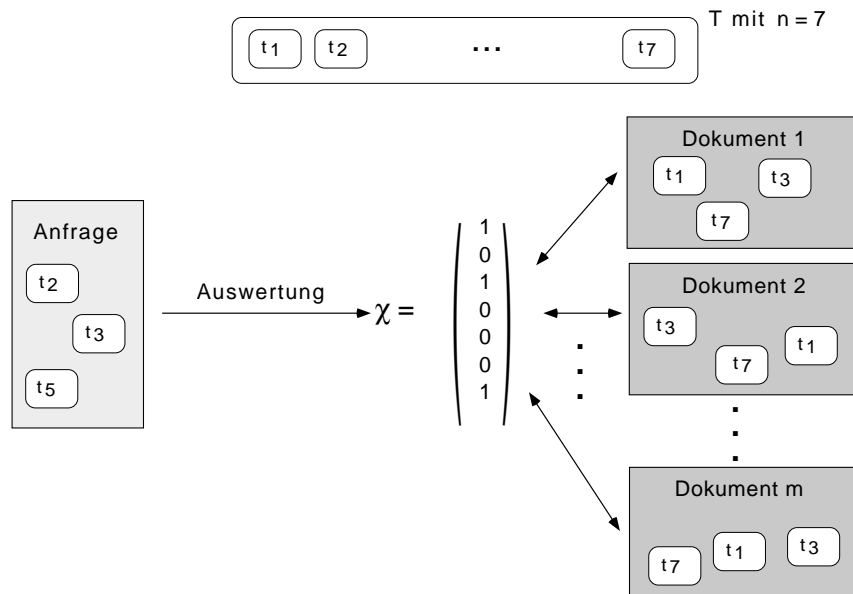 T mit n = 7
t1 t2 ... t7
Dokument 1
t1 t3
t7
Anfrage
t2
t3
t5
Auswertung
χ =
1
0
1
0
0
0
1
Dokument 2
t3
t7
t1
Dokument m
t7 t1 t3